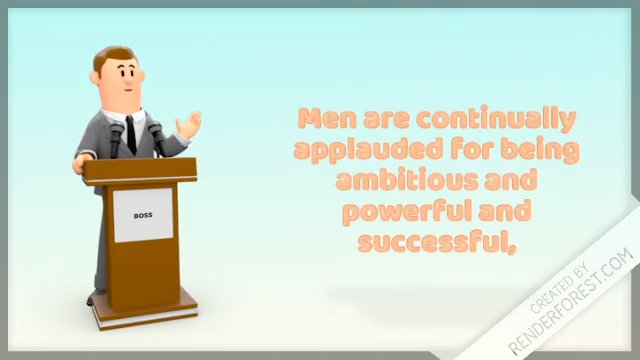 Men are continually
applauded for being
ambitious and
powerful and
successful,
BOSS
CREATED BY
RENDERFOREST.COM